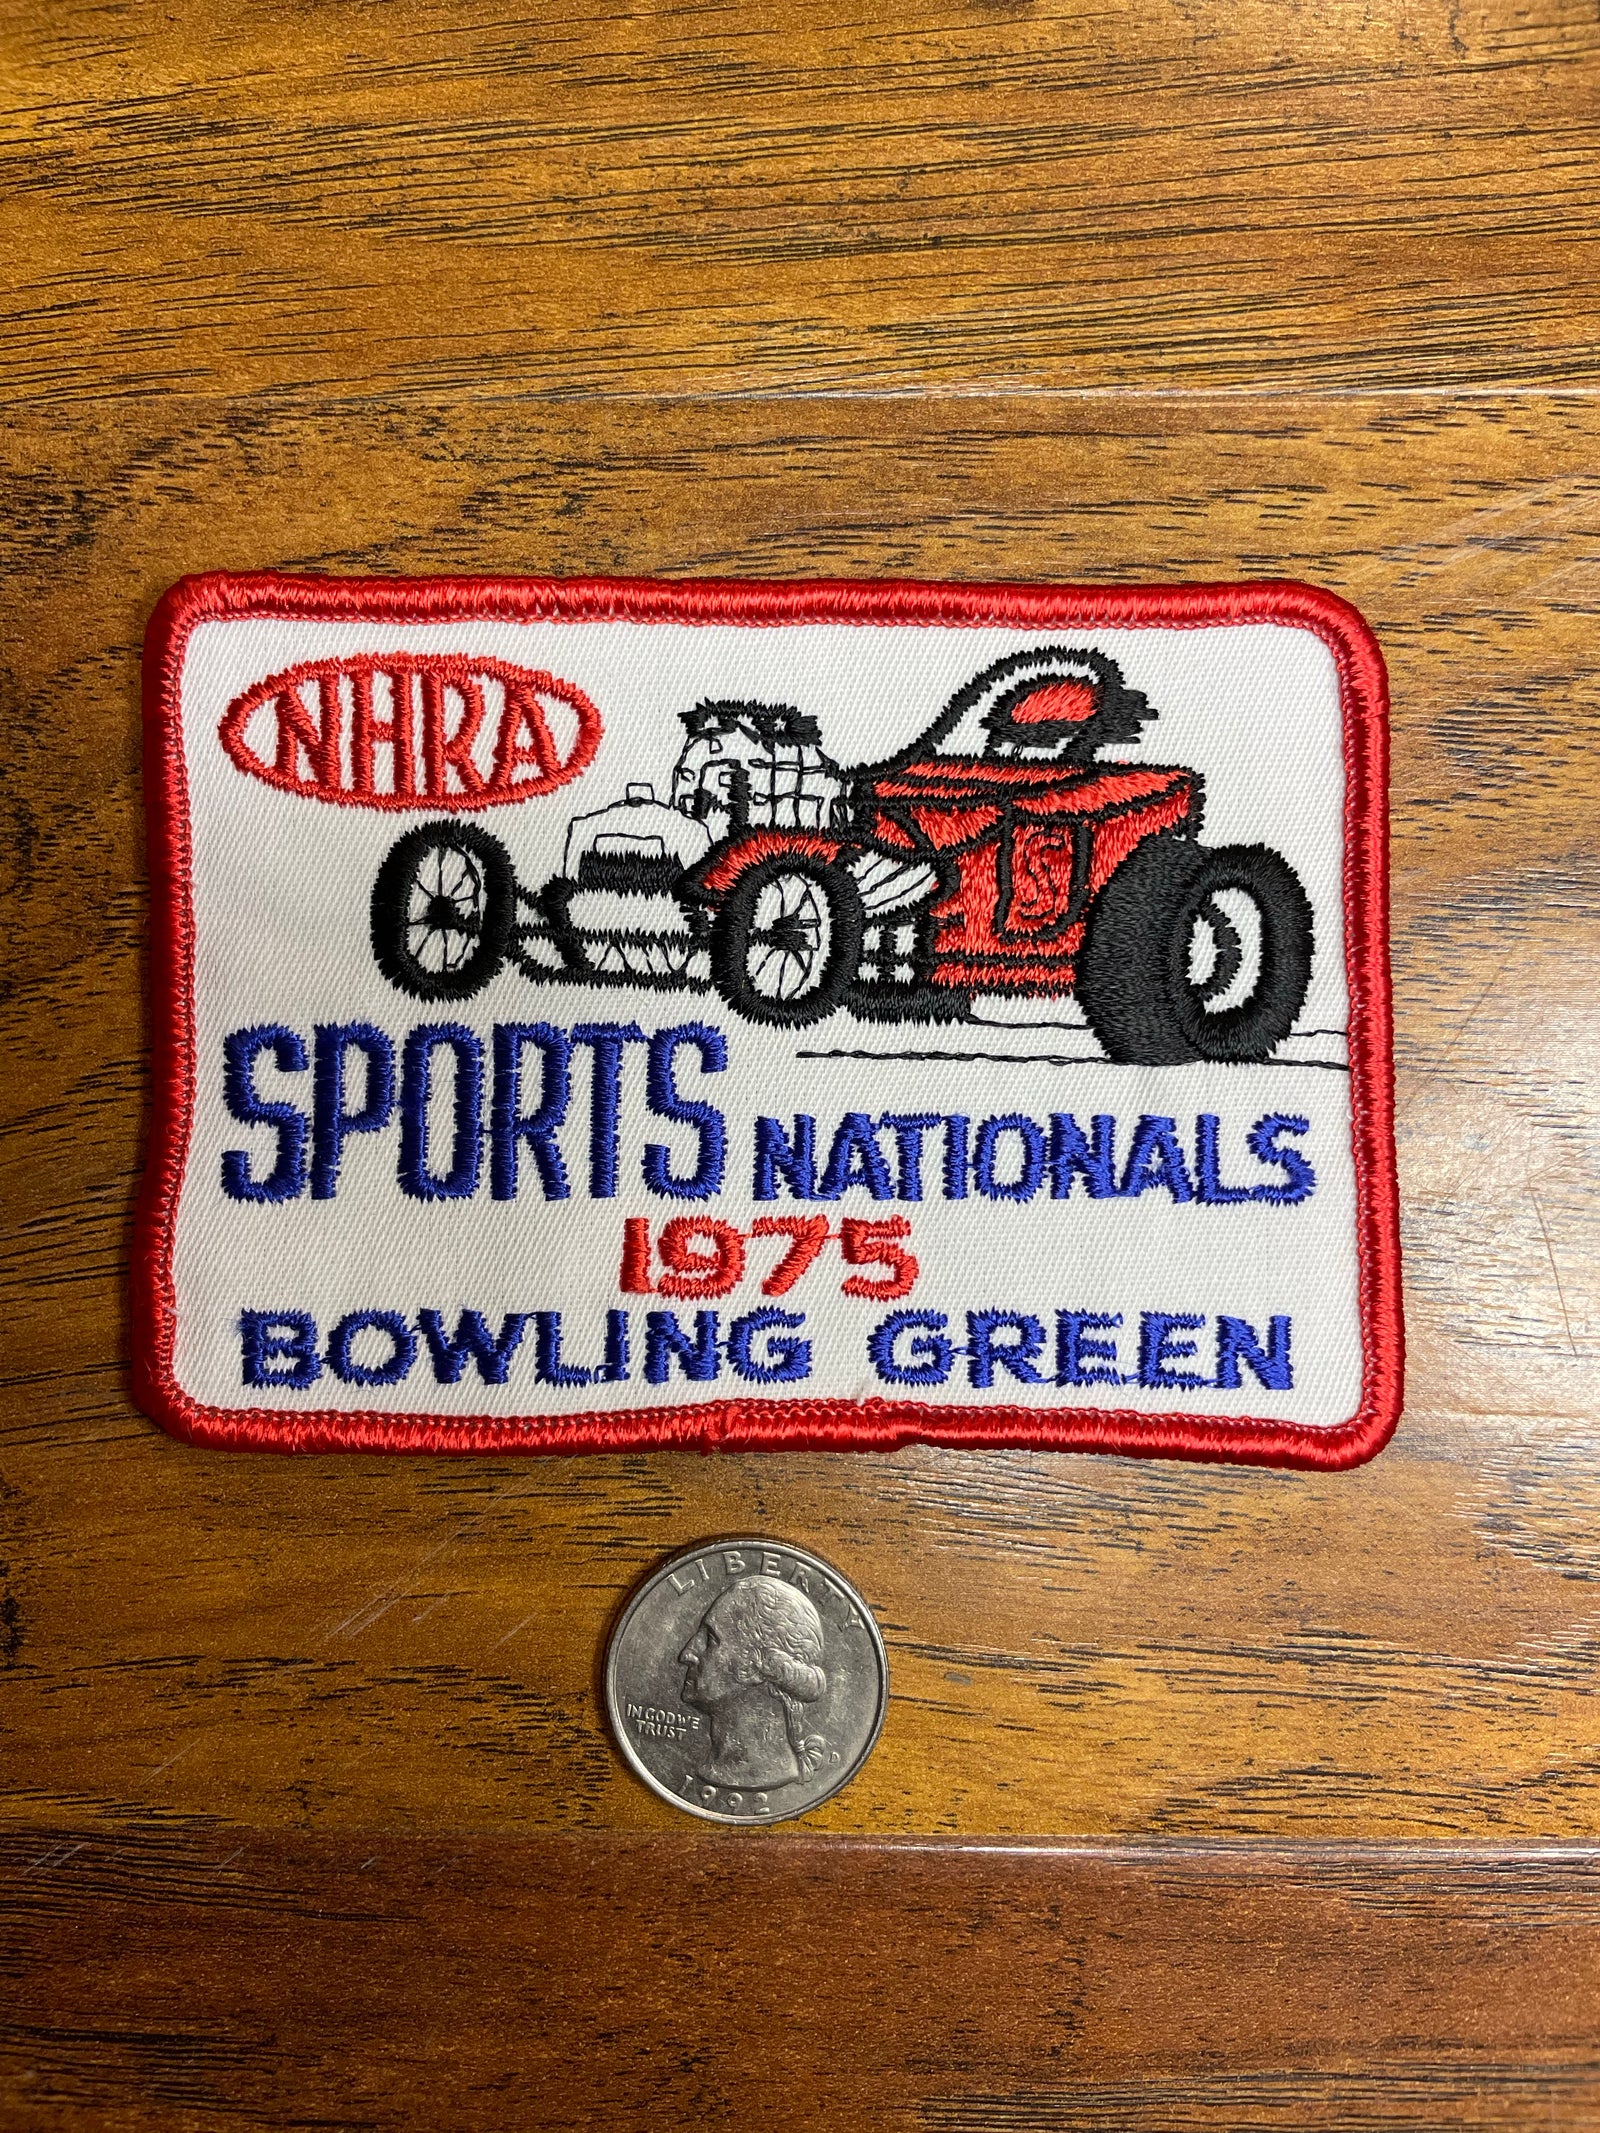 NHRA
S
SPORTS NATIONALS
1975
BOWLING GREEN
LIBERTY
IN GOD WE
TRUST
D
1992